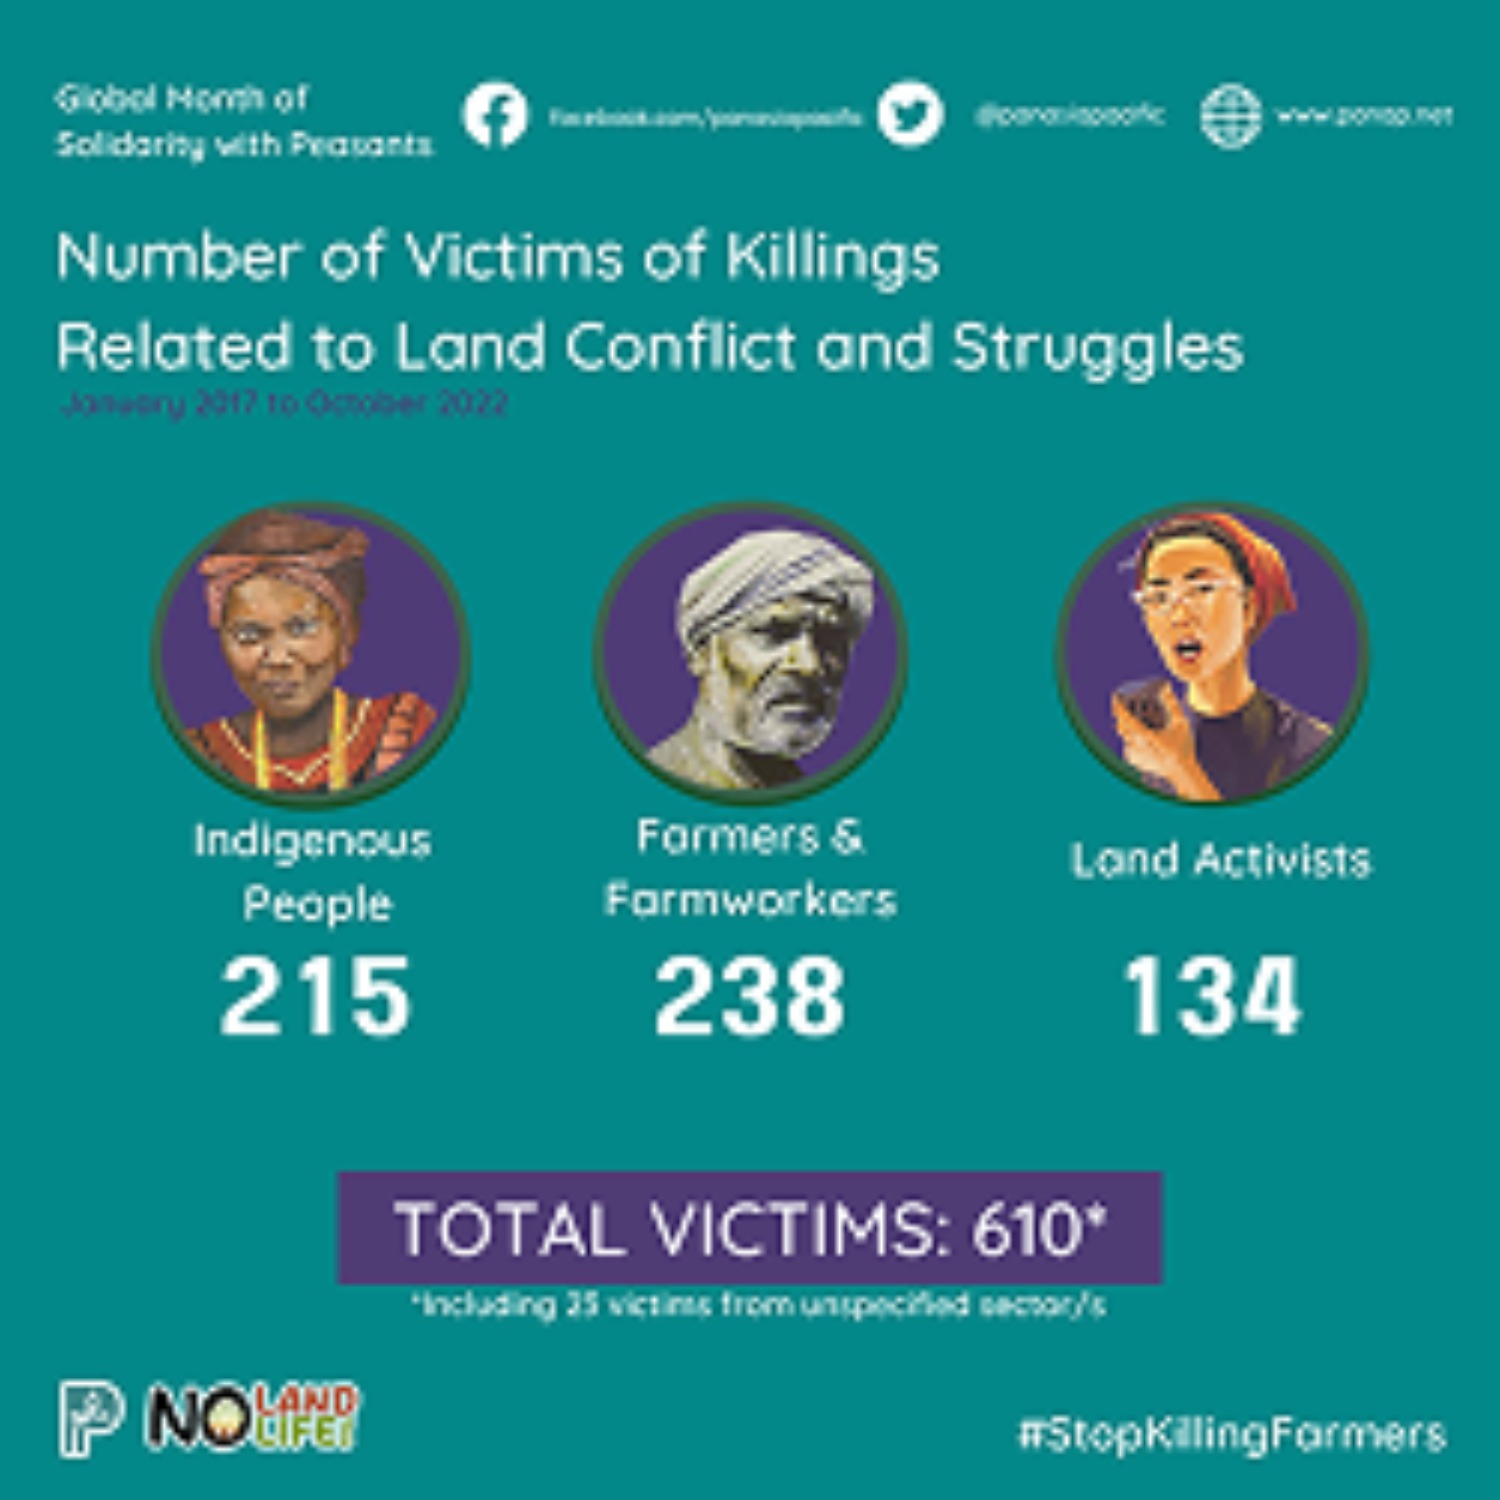 Global Month of
Solidarity with Peasants
facebook.com/panasiapacific
@panasiapacific
www.panap.net
Number of Victims of Killings
Related to Land Conflict and Struggles
January 2017 to October 2022
Indigenous
People
215
Farmers &
Farmworkers
238
Land Activists
134
TOTAL VICTIMS: 610*
*Including 23 victims from unspecified sector/s
NO LAND
LIFE!
#StopKillingFarmers